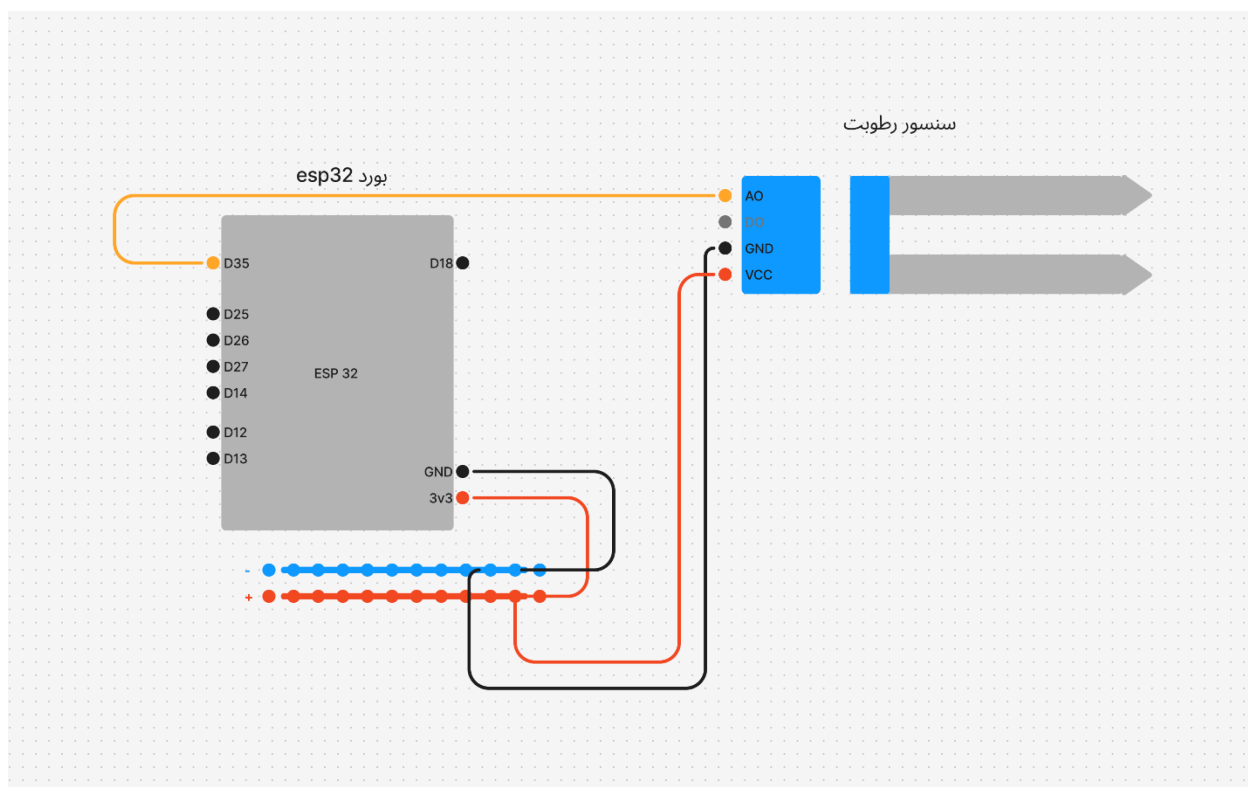 سنسور رطوبت
بورد esp32
AO
DO
GND
VCC
D35
D18
D25
D26
D27
D14
ESP 32
D12
D13
GND
3v3
-
+